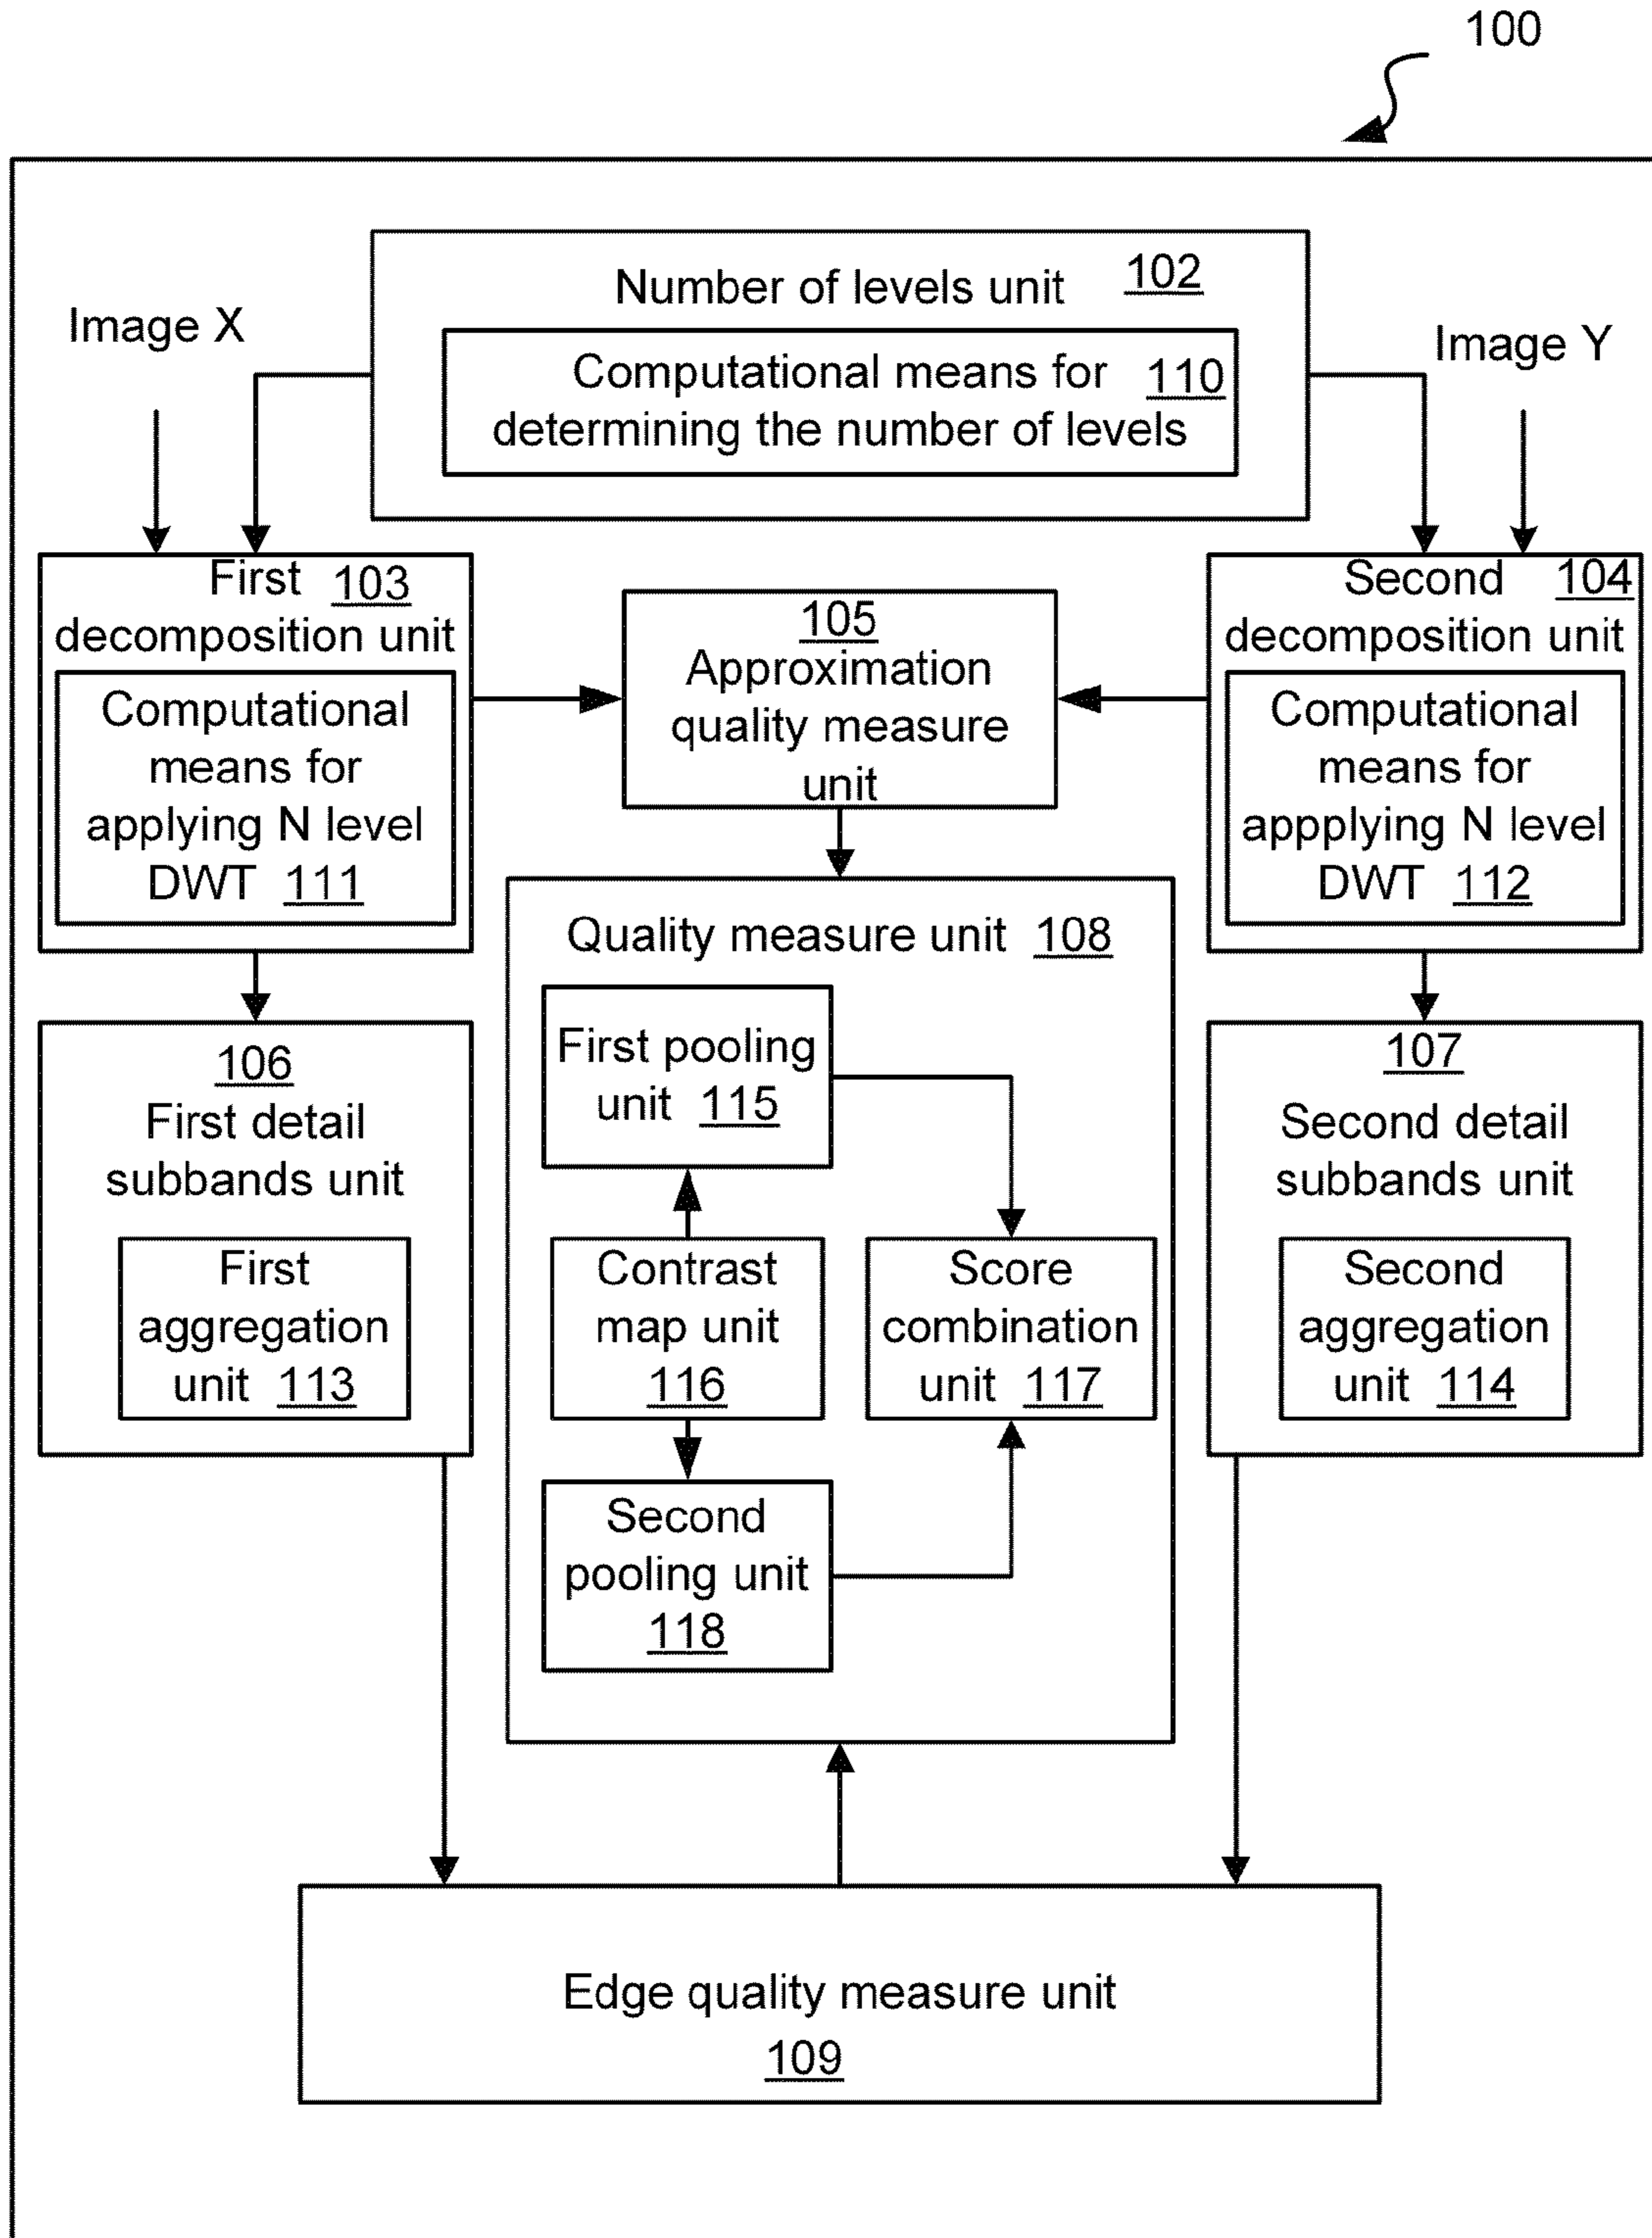 100
Number of levels unit 102
Image X
Image Y
Computational means for 110
determining the number of levels
First 103
decomposition unit
Computational
means for
applying N level
DWT 111
105
Approximation
quality measure
unit
Second 104
decomposition unit
Computational
means for
appplying N level
DWT 112
Quality measure unit 108
First pooling
unit 115
Contrast
map unit
116
Score
combination
unit 117
Second
pooling unit
118
106
First detail
subbands unit
First
aggregation
unit 113
107
Second detail
subbands unit
Second
aggregation
unit 114
Edge quality measure unit
109